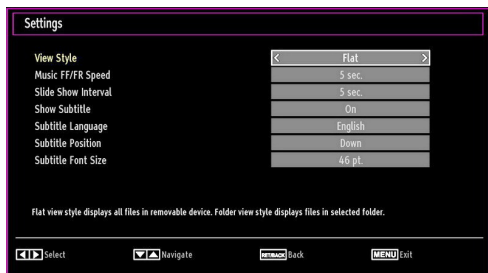 Settings
View Style < Flat >
Music FF/FR Speed 5 sec.
Slide Show Interval 5 sec.
Show Subtitle On
Subtitle Language English
Subtitle Position Down
Subtitle Font Size 46 pt.
Flat view style displays all files in removable device. Folder view style displays files in selected folder.
Select Navigate RET/BACK Back MENU Exit